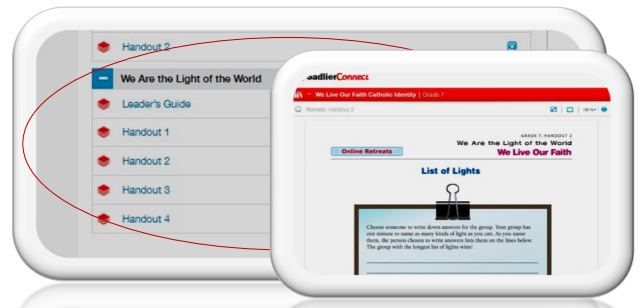 Handout 2
We Are the Light of the World
Leader's Guide
Handout 1
Handout 2
Handout 3
Handout 4
SadlierConnect
We Live Our Faith Catholic Identity | Grade 7
Retreats: Handout 2
GRADE 7, HANDOUT 2
We Are the Light of the World
Online Retreats
We Live Our Faith
List of Lights
Choose someone to write down answers for the group. Your group has
one minute to name as many kinds of light as you can. As you name
them, the person chosen to write answers lists them on the lines below.
The group with the longest list of lights wins!